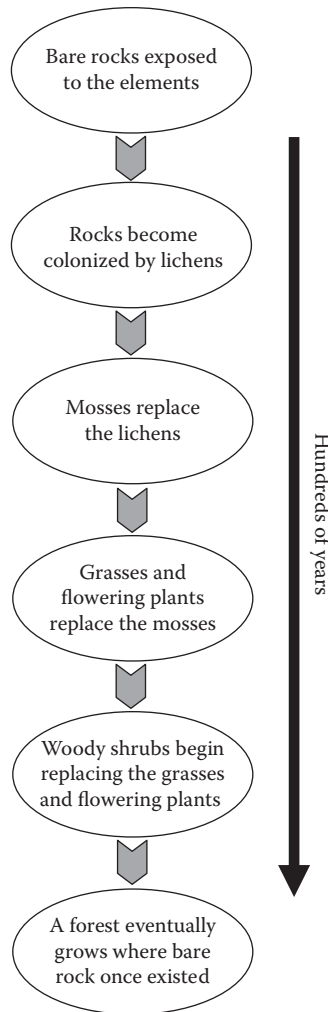 Bare rocks exposed
to the elements
Rocks become
colonized by lichens
Mosses replace
the lichens
Grasses and
flowering plants
replace the mosses
Woody shrubs begin
replacing the grasses
and flowering plants
A forest eventually
grows where bare
rock once existed
Hundreds of years